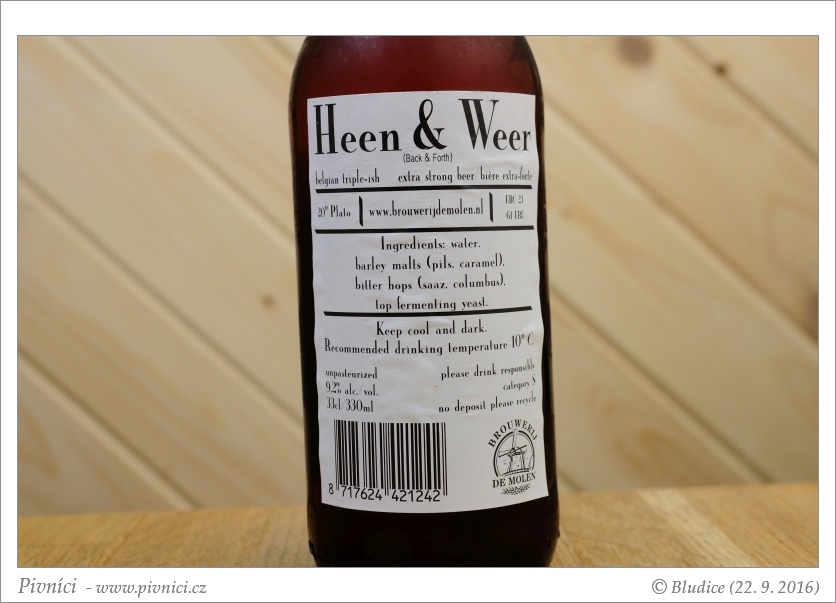 Heen & Weer
(Back & Forth)
belgian triple-ish extra strong beer/bière extra-forte
20° Plato www.brouwerijdemolen.nl EBC 21
61 EBU
Ingredients: water,
barley malts (pils, caramel),
bitter hops (saaz, columbus),
top fermenting yeast.
Keep cool and dark.
Recommended drinking temperature 10° C
unpasteurized please drink responsibly
9.2% alc./vol. category S
33cl 330ml no deposit please recycle
8 717624 421242
BROUWERIJ
DE MOLEN
Pivníci - www.pivnici.cz © Bludice (22. 9. 2016)